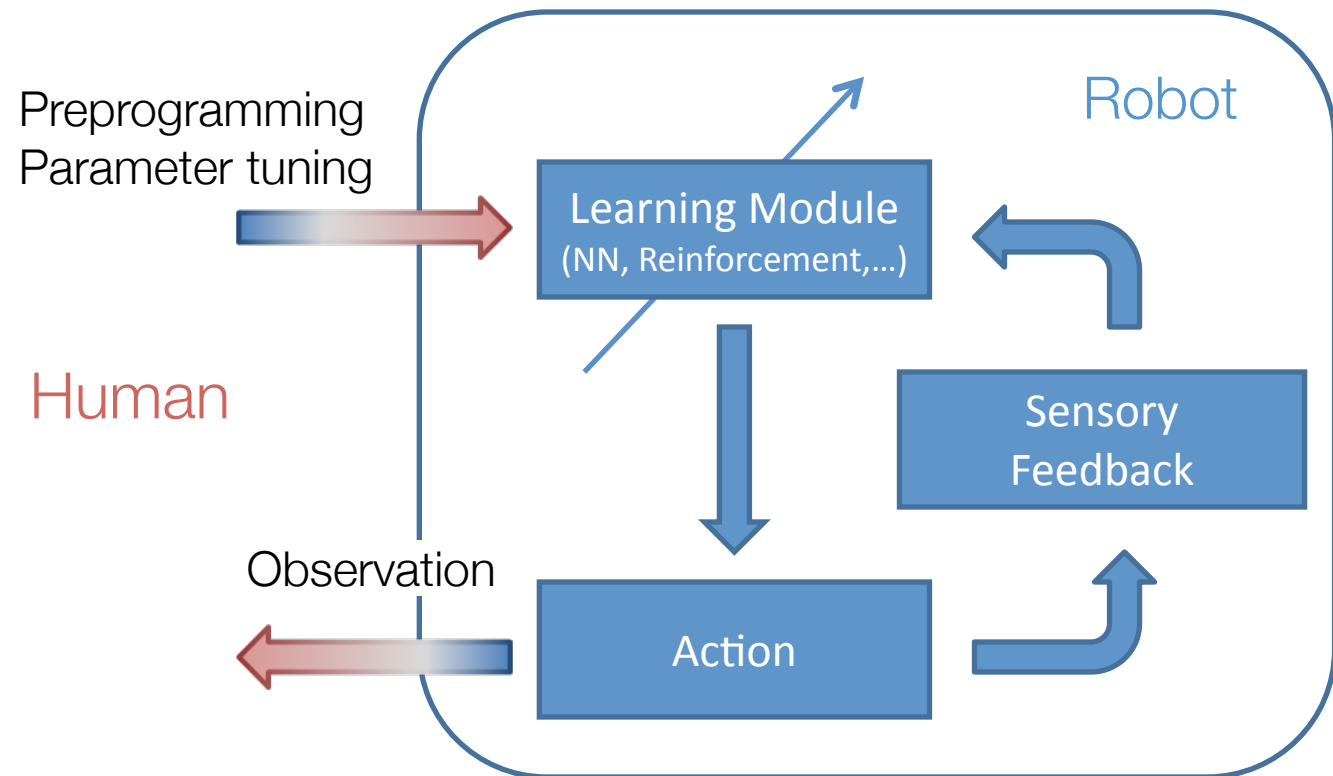 Preprogramming
Parameter tuning
Robot
Learning Module
(NN, Reinforcement,...)
Human
Sensory
Feedback
Observation
Action